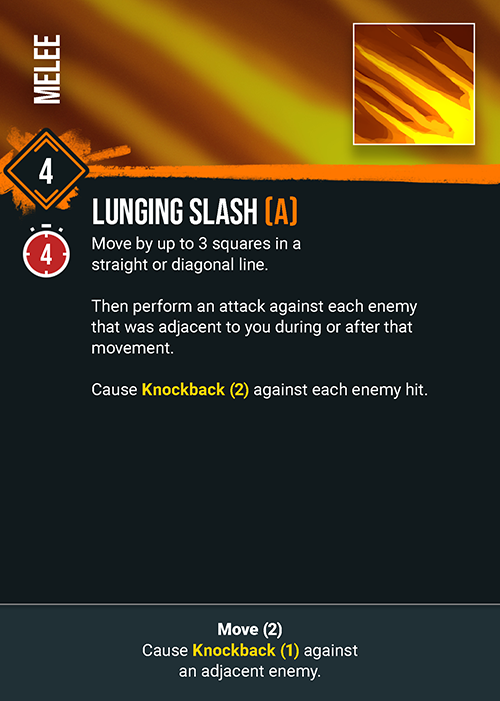 MELEE
4
LUNGING SLASH (A)
4
Move by up to 3 squares in a
straight or diagonal line.
Then perform an attack against each enemy
that was adjacent to you during or after that
movement.
Cause Knockback (2) against each enemy hit.
Move (2)
Cause Knockback (1) against
an adjacent enemy.